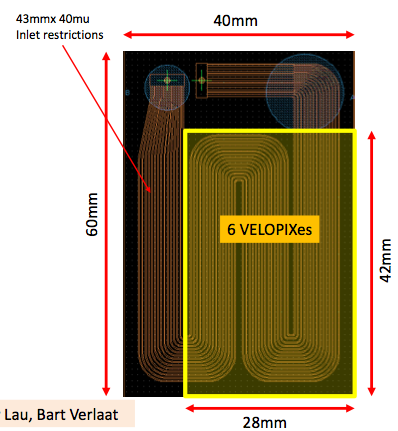 43mmx 40mu
Inlet restrictions
40mm
B
A
60mm
6 VELOPIXes
42mm
Lau, Bart Verlaat
28mm